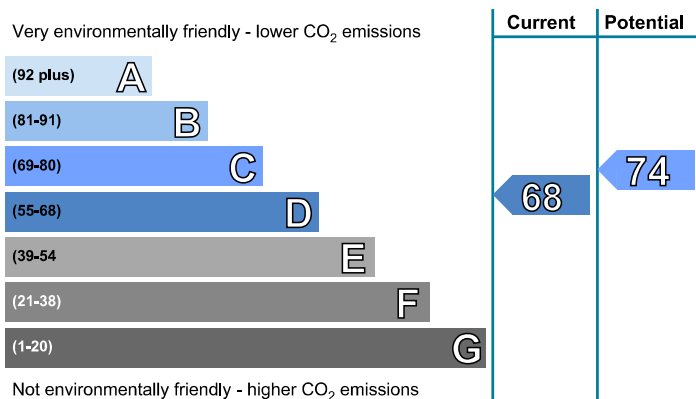 Current Potential
Very environmentally friendly - lower CO₂ emissions
(92 plus) A
(81-91) B
(69-80) C
74
(55-68) D
68
(39-54 E
(21-38) F
(1-20) G
Not environmentally friendly - higher CO₂ emissions